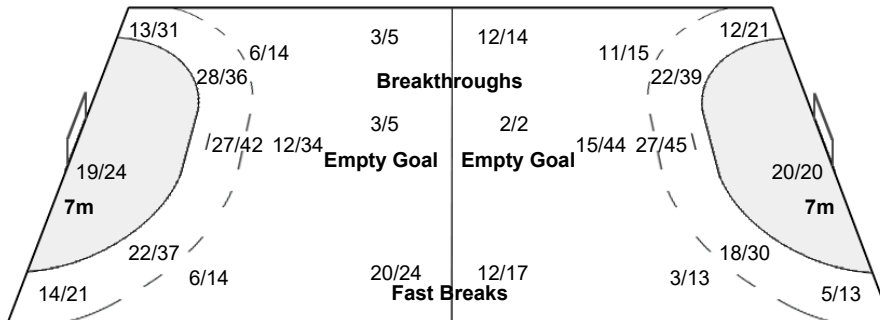 13/31 3/5 12/14 12/21
6/14 11/15
28/36 Breakthroughs 22/39
3/5 2/2
27/42 12/34 15/44 27/45
Empty Goal Empty Goal
19/24 20/20
7m 7m
22/37 18/30
6/14 20/24 12/17 3/13
14/21 Fast Breaks 5/13